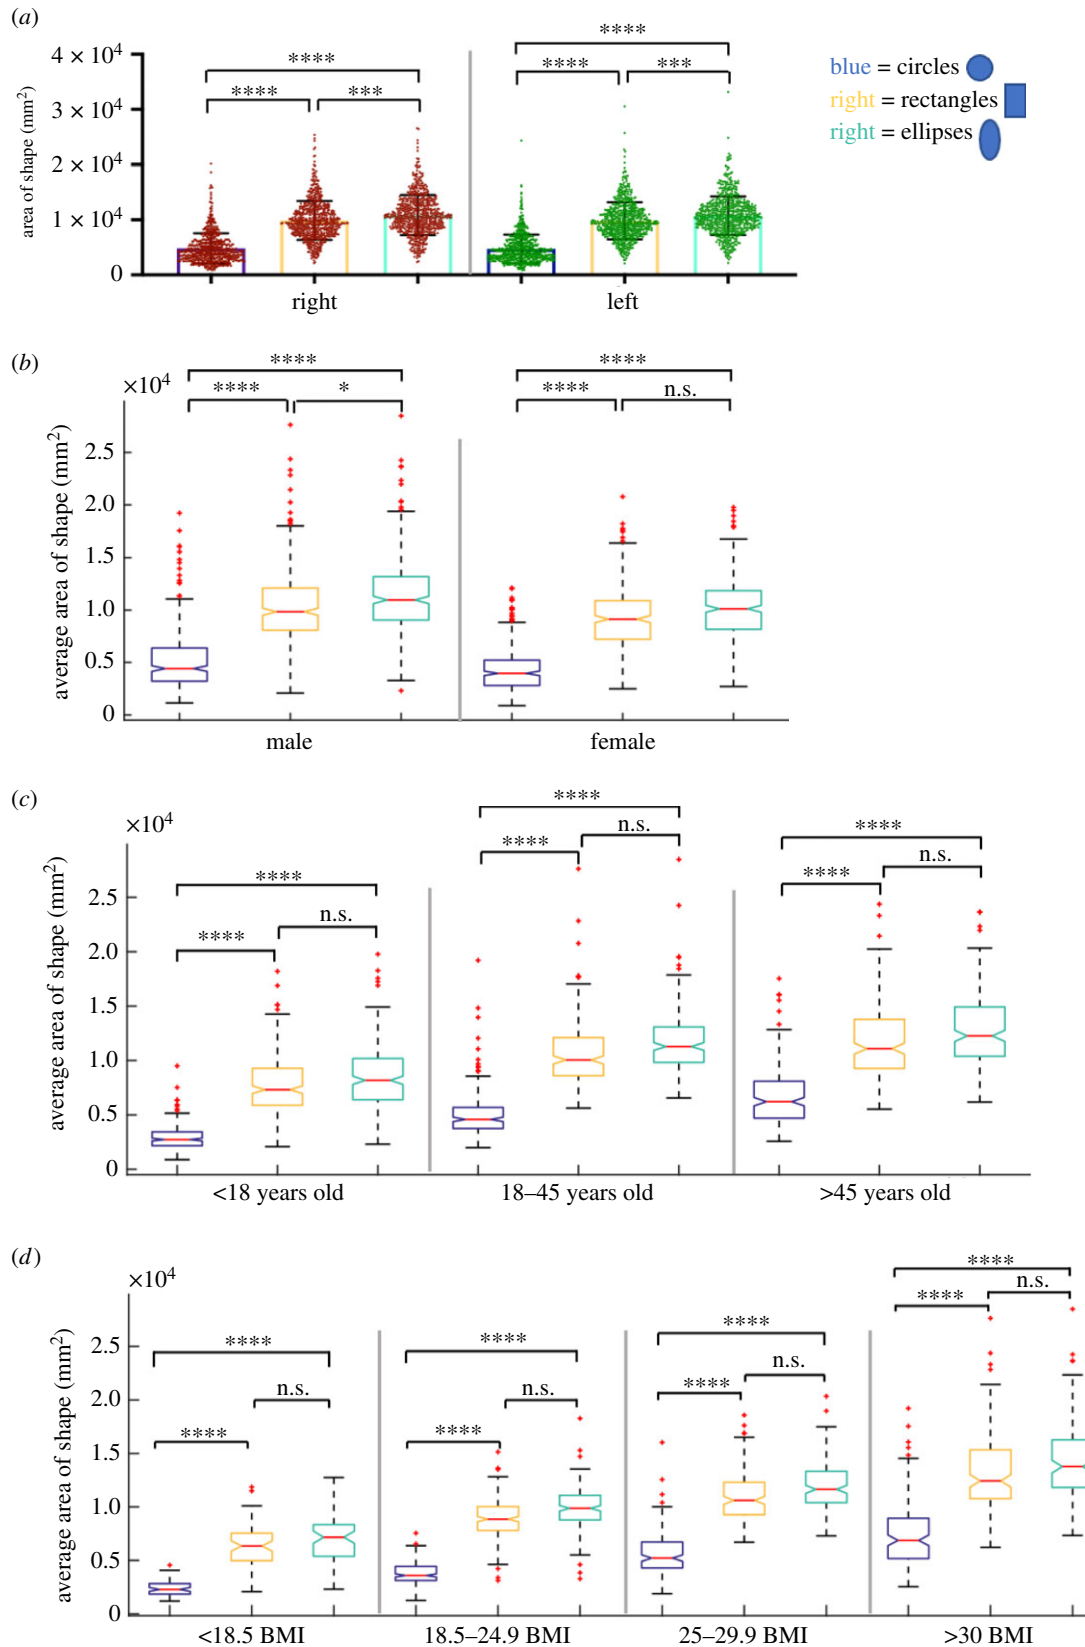 (a)
**** 
**** ***
****
**** ***
area of shape (mm²)
4 × 10⁴
3 × 10⁴
2 × 10⁴
1 × 10⁴
0
right left
blue = circles
right = rectangles
right = ellipses
(b)
×10⁴
****
**** *
****
**** n.s.
average area of shape (mm²)
2.5
2.0
1.5
1.0
0.5
0
male female
(c)
×10⁴
****
**** n.s.
****
**** n.s.
****
**** n.s.
average area of shape (mm²)
2.5
2.0
1.5
1.0
0.5
0
<18 years old 18–45 years old >45 years old
(d)
×10⁴
****
**** n.s.
****
**** n.s.
****
**** n.s.
****
**** n.s.
average area of shape (mm²)
2.5
2.0
1.5
1.0
0.5
0
<18.5 BMI 18.5–24.9 BMI 25–29.9 BMI >30 BMI